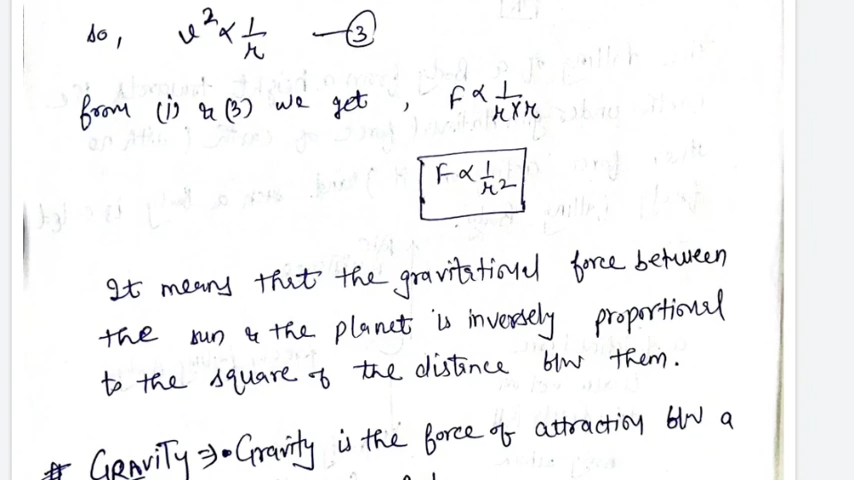 so, v² ∝ 1/r —③
from (i) & (3) we get, F ∝ 1/r×r
F ∝ 1/r²
It means that the gravitational force between
the sun & the planet is inversely proportional
to the square of the distance b/w them.
# GRAVITY ⇒ • Gravity is the force of attraction b/w a